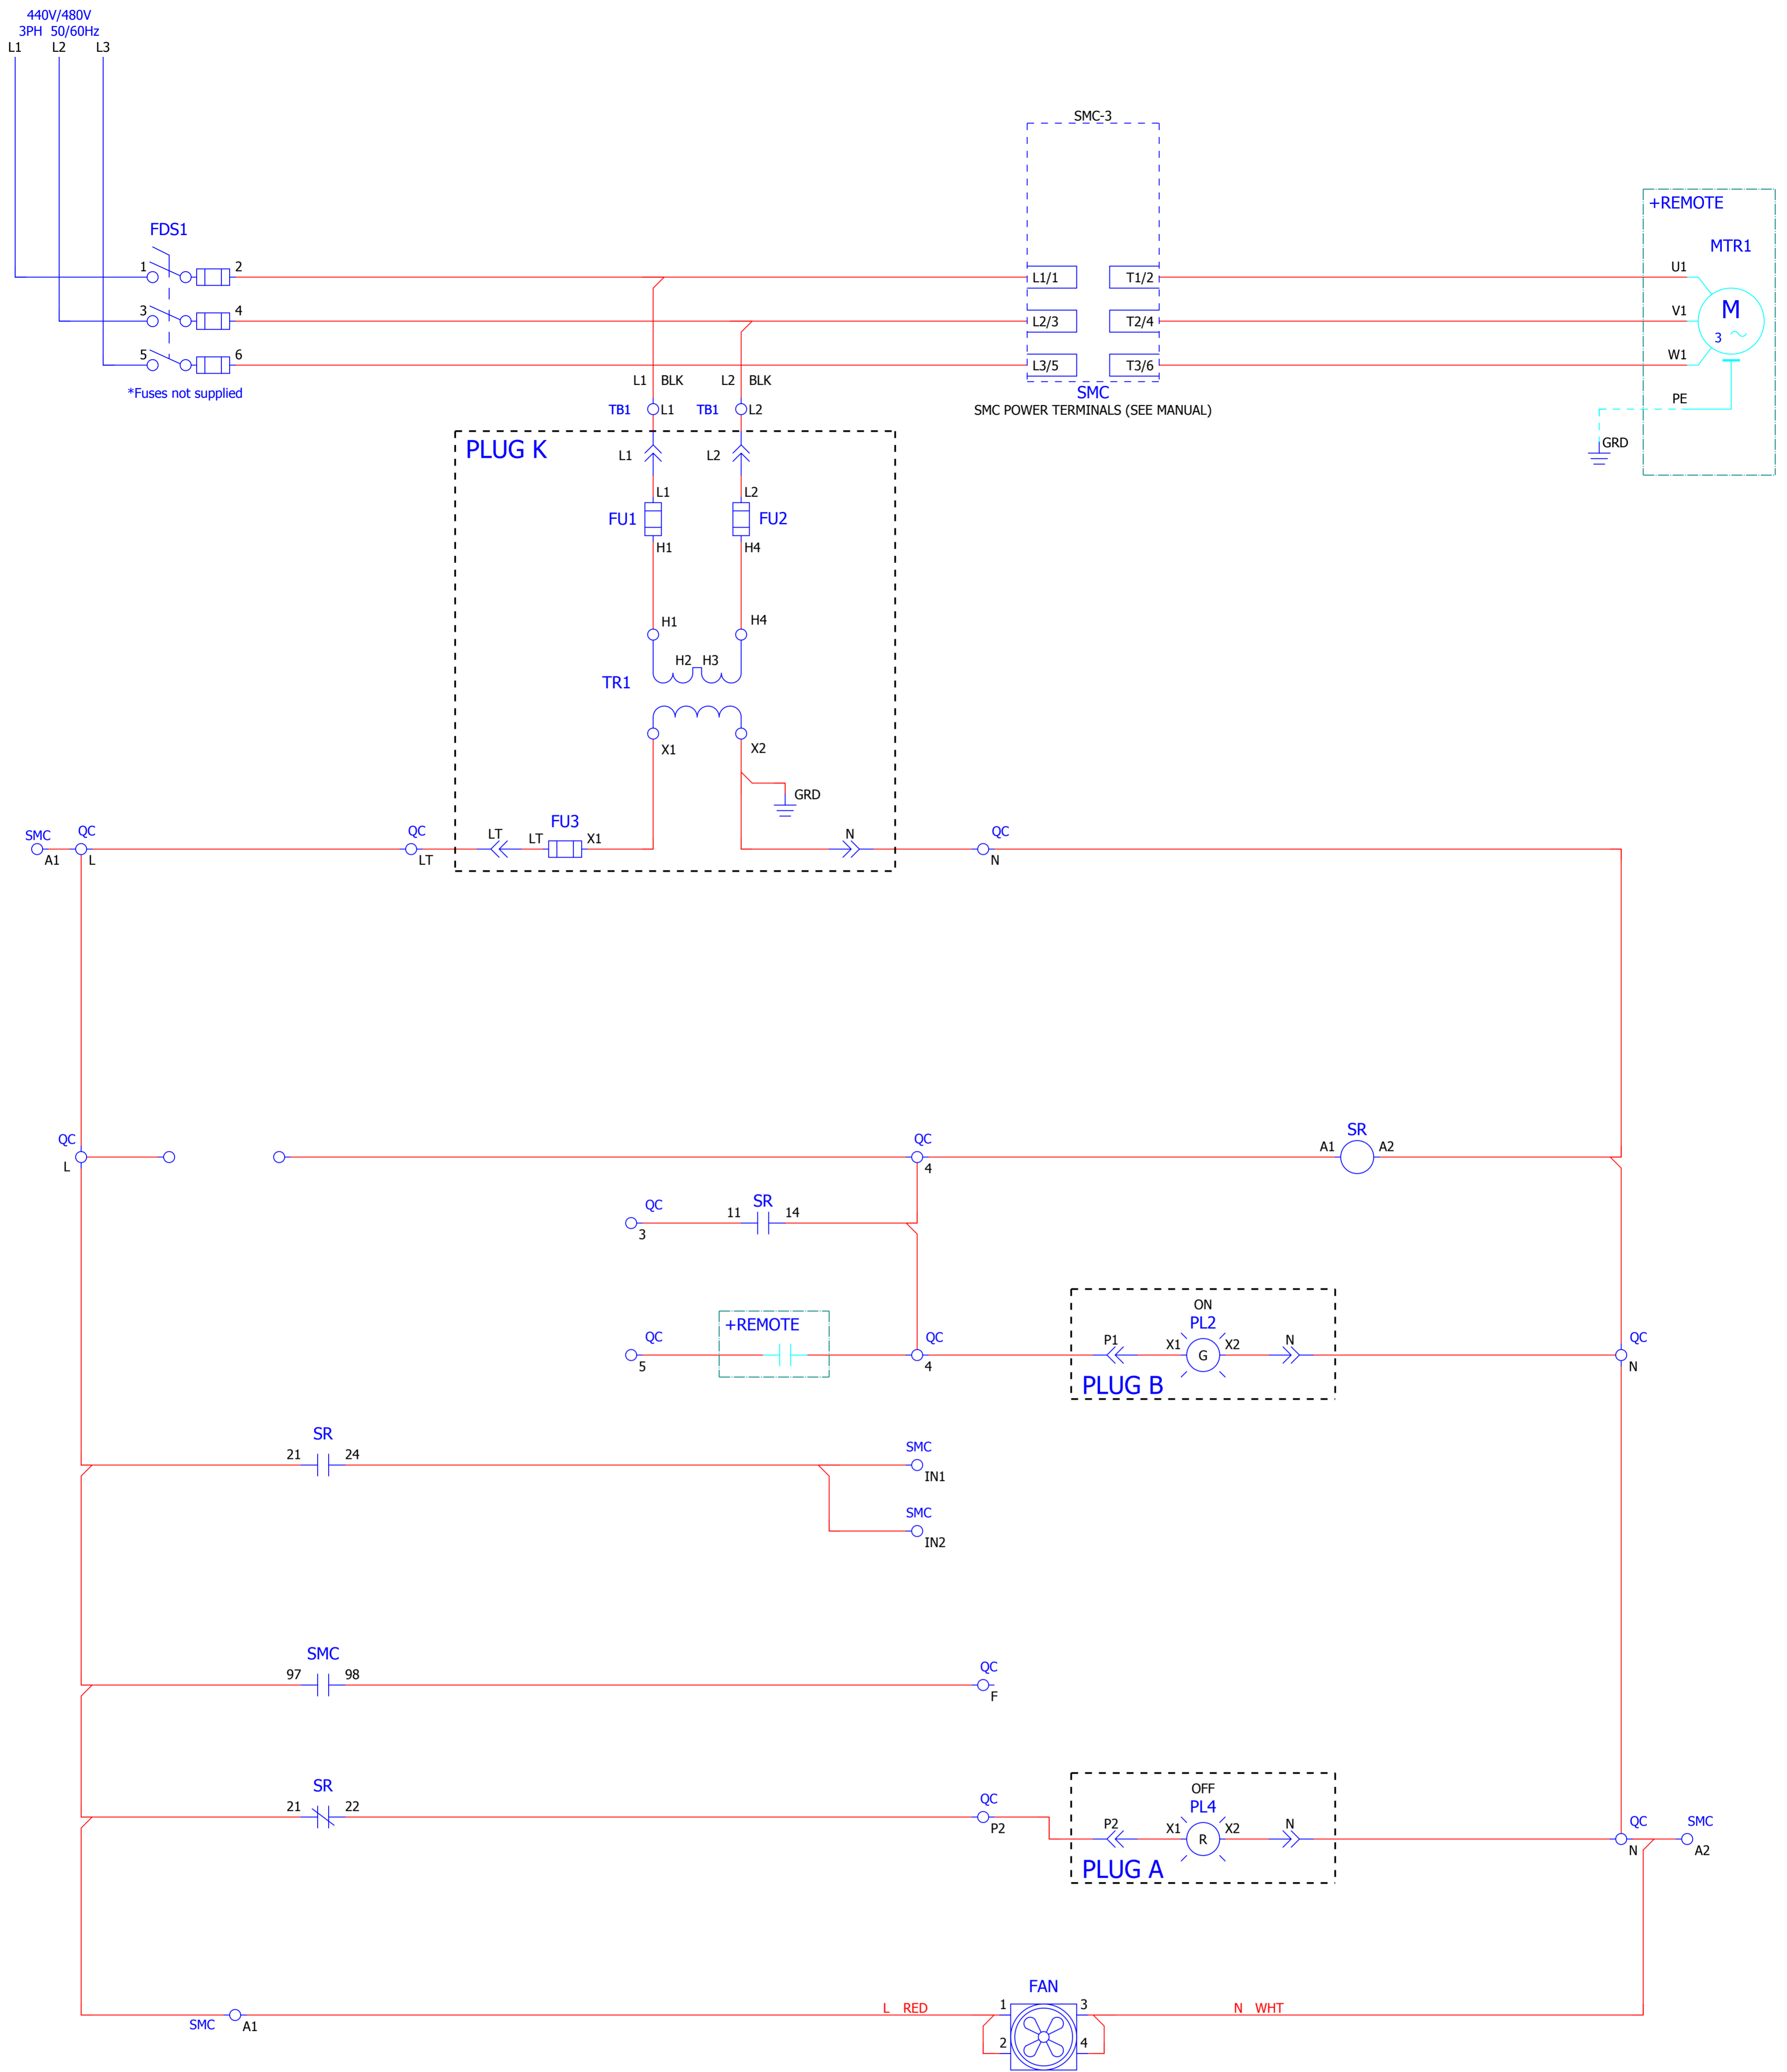 440V/480V
3PH 50/60Hz
L1 L2 L3
SMC-3
+REMOTE
MTR1
FDS1
1 2 L1/1 T1/2 U1
3 4 L2/3 T2/4 V1 M
3
5 6 L3/5 T3/6 W1
*Fuses not supplied
L1 BLK L2 BLK
SMC
SMC POWER TERMINALS (SEE MANUAL)
PE
TB1 L1 TB1 L2
GRD
PLUG K
L1 L2
L1 L2
FU1 FU2
H1 H4
H1 H4
H2 H3
TR1
X1 X2
GRD
FU3
SMC QC QC LT LT X1 N QC
A1 L LT N
SR
QC QC A1 A2
L 4
QC 11 SR 14
3
ON
+REMOTE PL2
QC QC P1 X1 G X2 N QC
5 4 N
PLUG B
SR
21 24 SMC
IN1
SMC
IN2
SMC
97 98 QC
F
SR OFF
21 22 QC PL4
P2 P2 X1 R X2 N QC SMC
N A2
PLUG A
FAN
L RED 1 3 N WHT
SMC A1
2 4